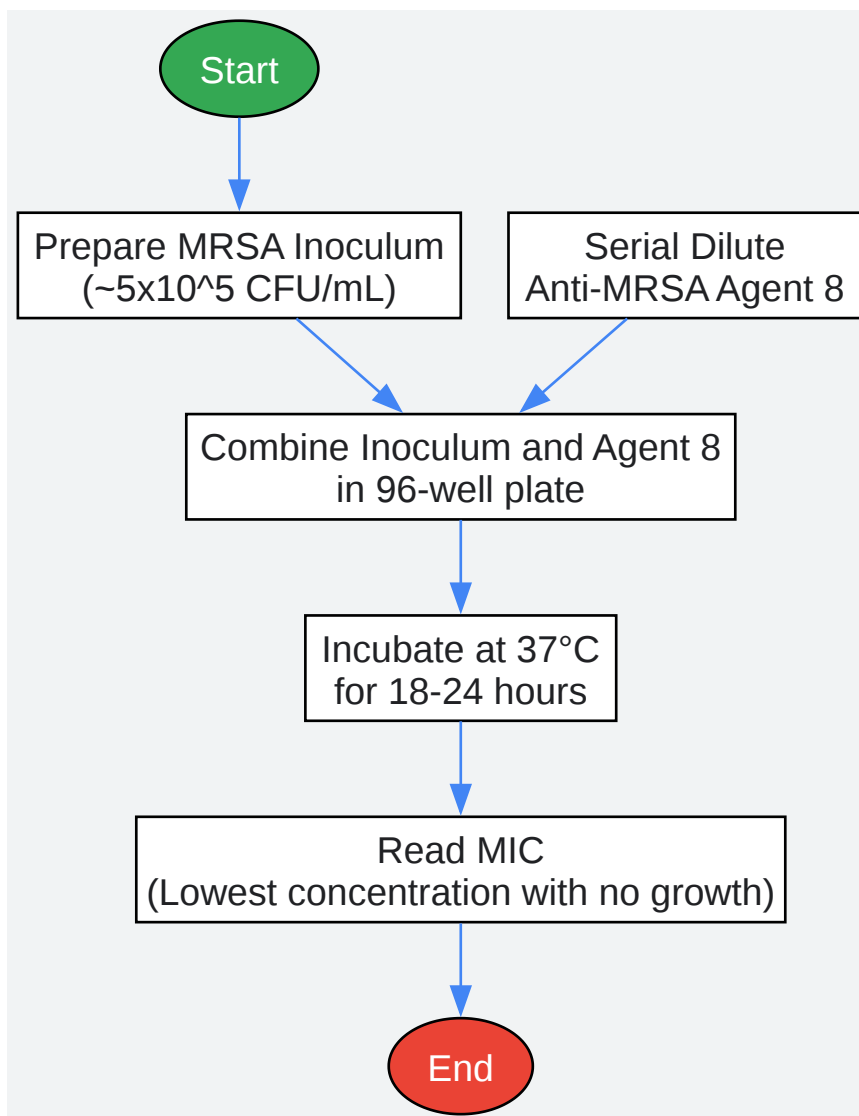 Start
Prepare MRSA Inoculum
(~5x10^5 CFU/mL)
Serial Dilute
Anti-MRSA Agent 8
Combine Inoculum and Agent 8
in 96-well plate
Incubate at 37°C
for 18-24 hours
Read MIC
(Lowest concentration with no growth)
End